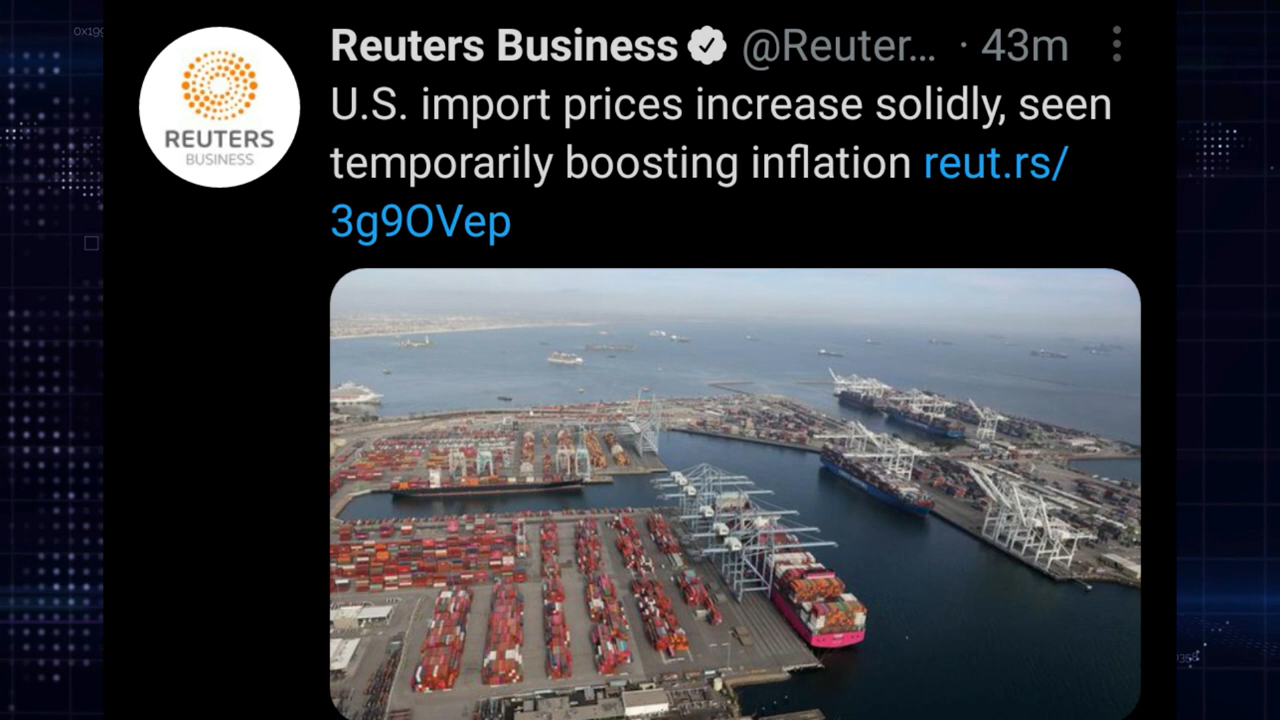 REUTERS
BUSINESS
Reuters Business @Reuter... · 43m
U.S. import prices increase solidly, seen
temporarily boosting inflation reut.rs/
3g9OVep